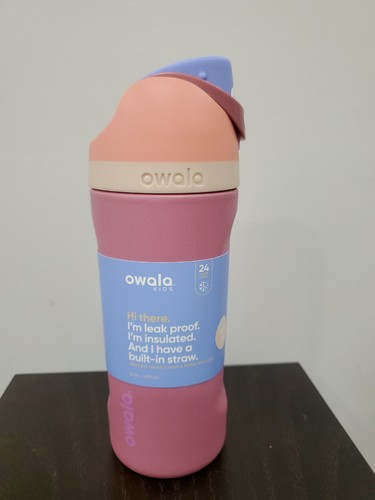 owala
owala
KIDS
24
Hi there.
I'm leak proof.
I'm insulated.
And I have a
built-in straw.
owala